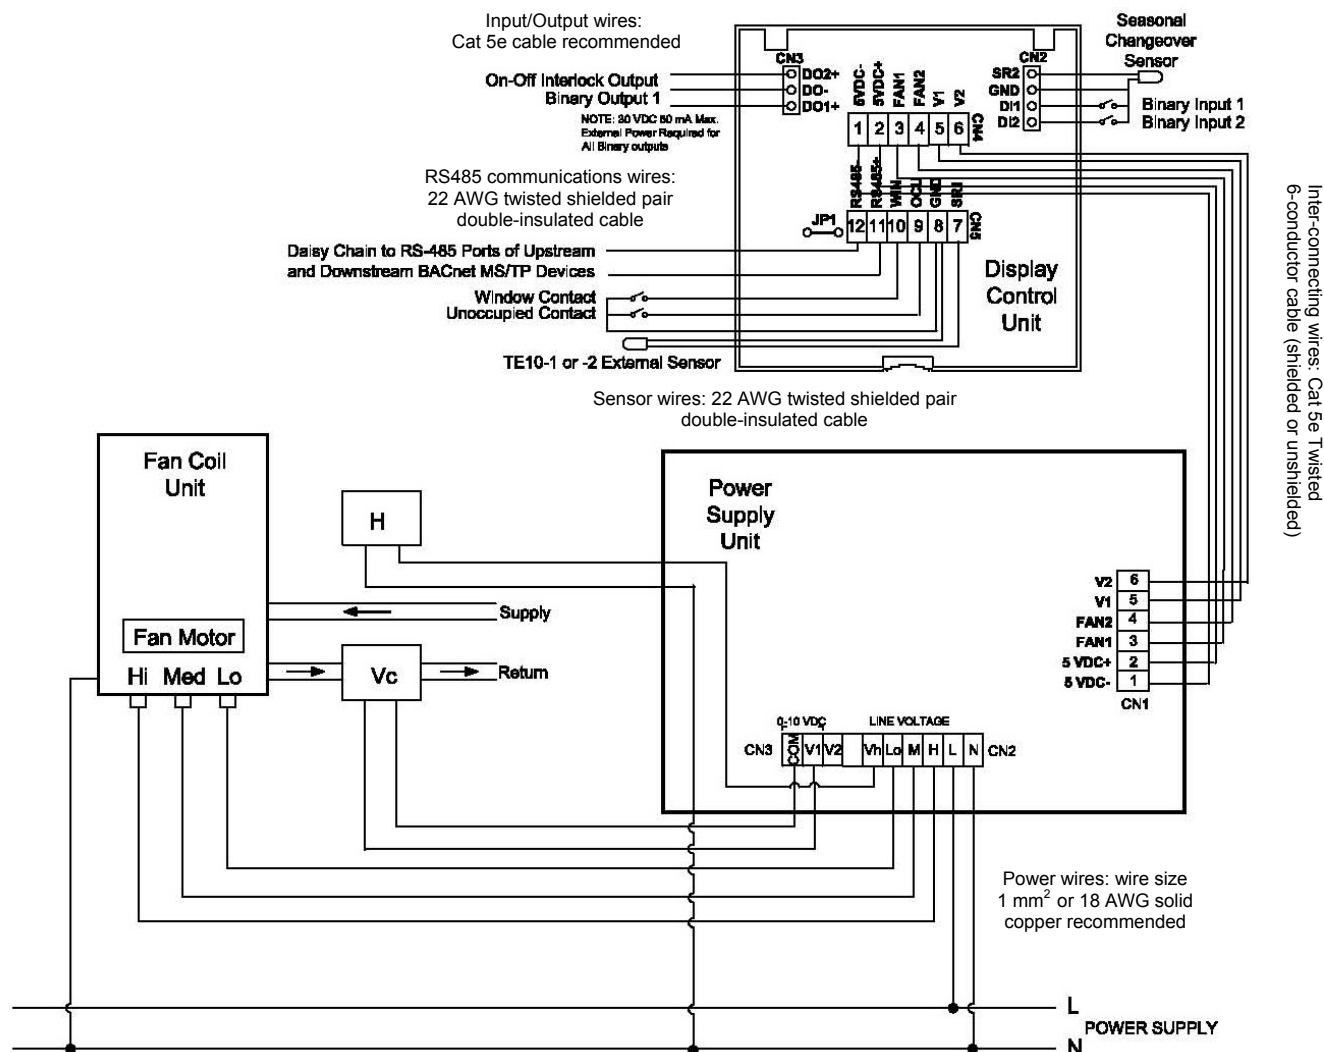 Input/Output wires:
Cat 5e cable recommended
On-Off Interlock Output
Binary Output 1
NOTE: 30 VDC 50 mA Max.
External Power Required for
All Binary outputs
CN3
DO2+
DO-
DO1+
5VDC-
5VDC+
FAN1
FAN2
V1
V2
1 2 3 4 5 6
CN4
CN2
SR2
GND
DI1
DI2
Seasonal
Changeover
Sensor
Binary Input 1
Binary Input 2
RS485 communications wires:
22 AWG twisted shielded pair
double-insulated cable
RS485-
RS485+
WIN
OCU
GND
SRI
JP1
12 11 10 9 8 7
CN5
Daisy Chain to RS-485 Ports of Upstream
and Downstream BACnet MS/TP Devices
Window Contact
Unoccupied Contact
TE10-1 or -2 External Sensor
Display
Control
Unit
Inter-connecting wires: Cat 5e Twisted
6-conductor cable (shielded or unshielded)
Sensor wires: 22 AWG twisted shielded pair
double-insulated cable
Fan Coil
Unit
H
Power
Supply
Unit
Supply
Fan Motor
Hi Med Lo
Vc
Return
V2 6
V1 5
FAN2 4
FAN1 3
5 VDC+ 2
5 VDC- 1
CN1
0-10 VDC LINE VOLTAGE
CN3 COM V1 V2 Vh Lo M H L N CN2
Power wires: wire size
1 mm² or 18 AWG solid
copper recommended
L
POWER SUPPLY
N